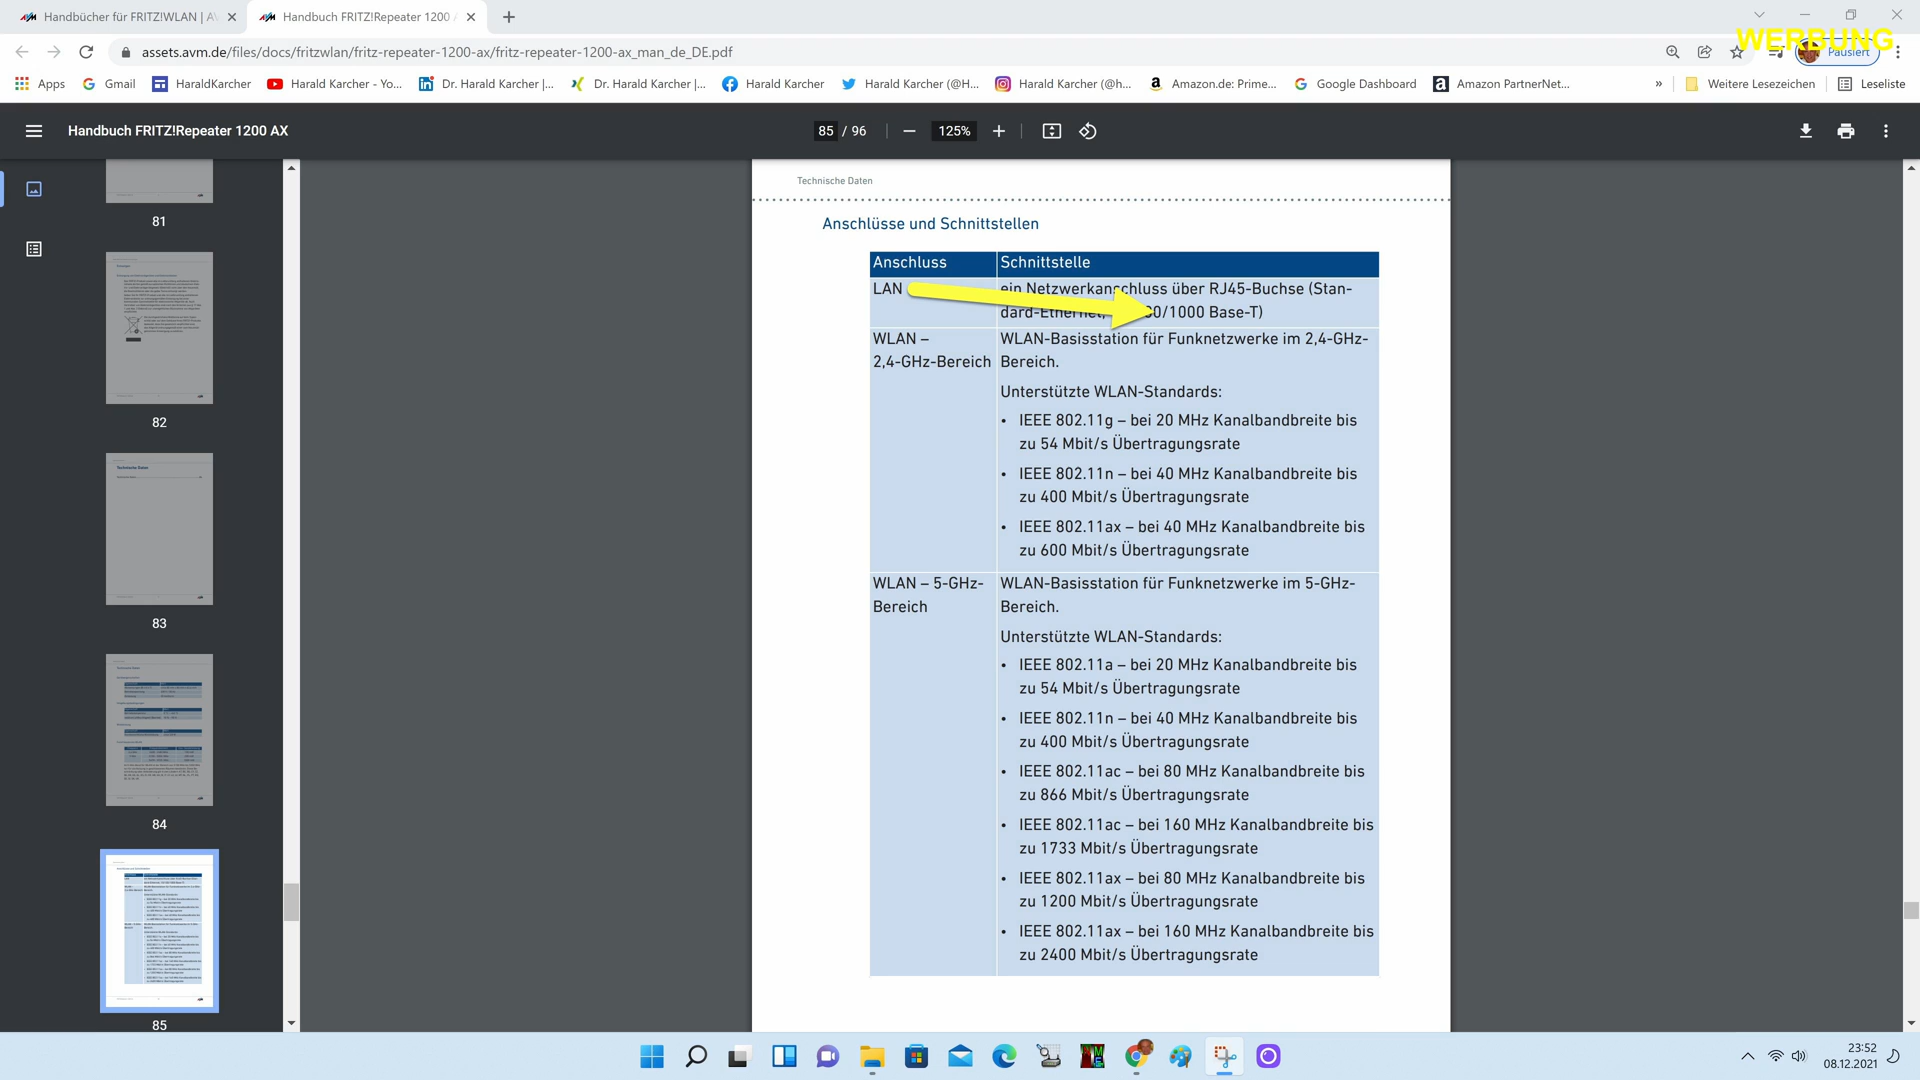 Handbücher für FRITZ!WLAN | AV
Handbuch FRITZ!Repeater 1200
WERBUNG
assets.avm.de/files/docs/fritzwlan/fritz-repeater-1200-ax/fritz-repeater-1200-ax_man_de_DE.pdf
Pausiert
Apps
Gmail
HaraldKarcher
Harald Karcher - Yo...
Dr. Harald Karcher |...
Dr. Harald Karcher |...
Harald Karcher
Harald Karcher (@H...
Harald Karcher (@h...
Amazon.de: Prime...
Google Dashboard
Amazon PartnerNet...
»
Weitere Lesezeichen
Leseliste
Handbuch FRITZ!Repeater 1200 AX
85 / 96
125%
81
82
83
84
85
Technische Daten
Anschlüsse und Schnittstellen
Anschluss Schnittstelle
LAN ein Netzwerkanschluss über RJ45-Buchse (Stan-
dard-Ethernet, 00/1000 Base-T)
WLAN –
2,4-GHz-Bereich
WLAN-Basisstation für Funknetzwerke im 2,4-GHz-
Bereich.
Unterstützte WLAN-Standards:
• IEEE 802.11g – bei 20 MHz Kanalbandbreite bis
zu 54 Mbit/s Übertragungsrate
• IEEE 802.11n – bei 40 MHz Kanalbandbreite bis
zu 400 Mbit/s Übertragungsrate
• IEEE 802.11ax – bei 40 MHz Kanalbandbreite bis
zu 600 Mbit/s Übertragungsrate
WLAN – 5-GHz-
Bereich
WLAN-Basisstation für Funknetzwerke im 5-GHz-
Bereich.
Unterstützte WLAN-Standards:
• IEEE 802.11a – bei 20 MHz Kanalbandbreite bis
zu 54 Mbit/s Übertragungsrate
• IEEE 802.11n – bei 40 MHz Kanalbandbreite bis
zu 400 Mbit/s Übertragungsrate
• IEEE 802.11ac – bei 80 MHz Kanalbandbreite bis
zu 866 Mbit/s Übertragungsrate
• IEEE 802.11ac – bei 160 MHz Kanalbandbreite bis
zu 1733 Mbit/s Übertragungsrate
• IEEE 802.11ax – bei 80 MHz Kanalbandbreite bis
zu 1200 Mbit/s Übertragungsrate
• IEEE 802.11ax – bei 160 MHz Kanalbandbreite bis
zu 2400 Mbit/s Übertragungsrate
23:52
08.12.2021